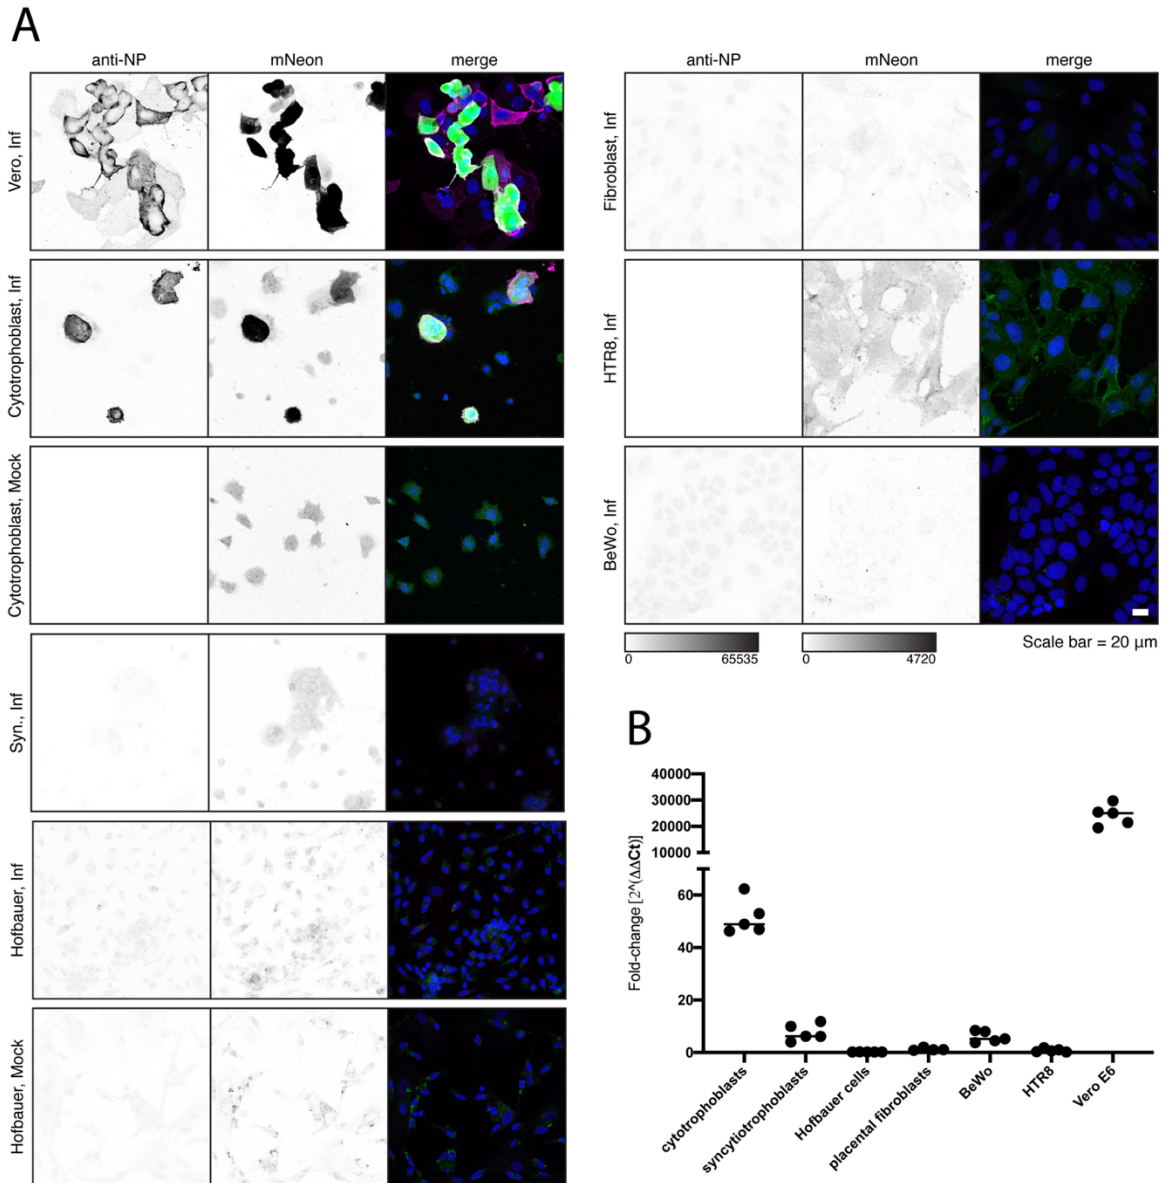 A
anti-NP mNeon merge
Vero, Inf
Cytotrophoblast, Inf
Cytotrophoblast, Mock
Syn., Inf
Hofbauer, Inf
Hofbauer, Mock
anti-NP mNeon merge
Fibroblast, Inf
HTR8, Inf
BeWo, Inf
0 65535 0 4720
Scale bar = 20 µm
B
Fold-change [2^(ΔΔCt)]
40000
30000
20000
10000
60
40
20
0
cytotrophoblasts
syncytiotrophoblasts
Hofbauer cells
placental fibroblasts
BeWo
HTR8
Vero E6